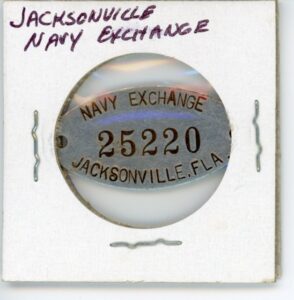 JACKSONVILLE
NAVY EXCHANGE
NAVY EXCHANGE
25220
JACKSONVILLE, FLA.